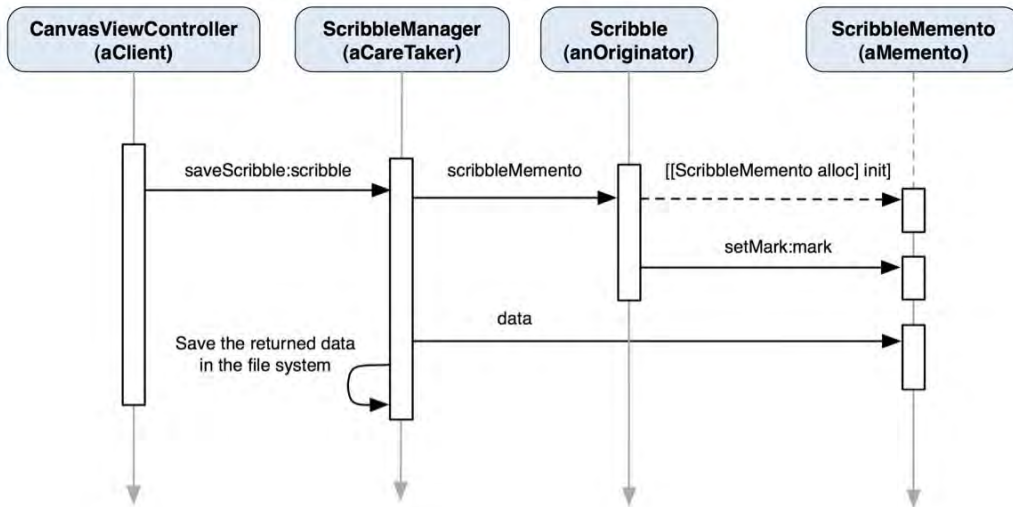 CanvasViewController
(aClient)
ScribbleManager
(aCareTaker)
Scribble
(anOriginator)
ScribbleMemento
(aMemento)
saveScribble:scribble
scribbleMemento
[[ScribbleMemento alloc] init]
setMark:mark
data
Save the returned data
in the file system